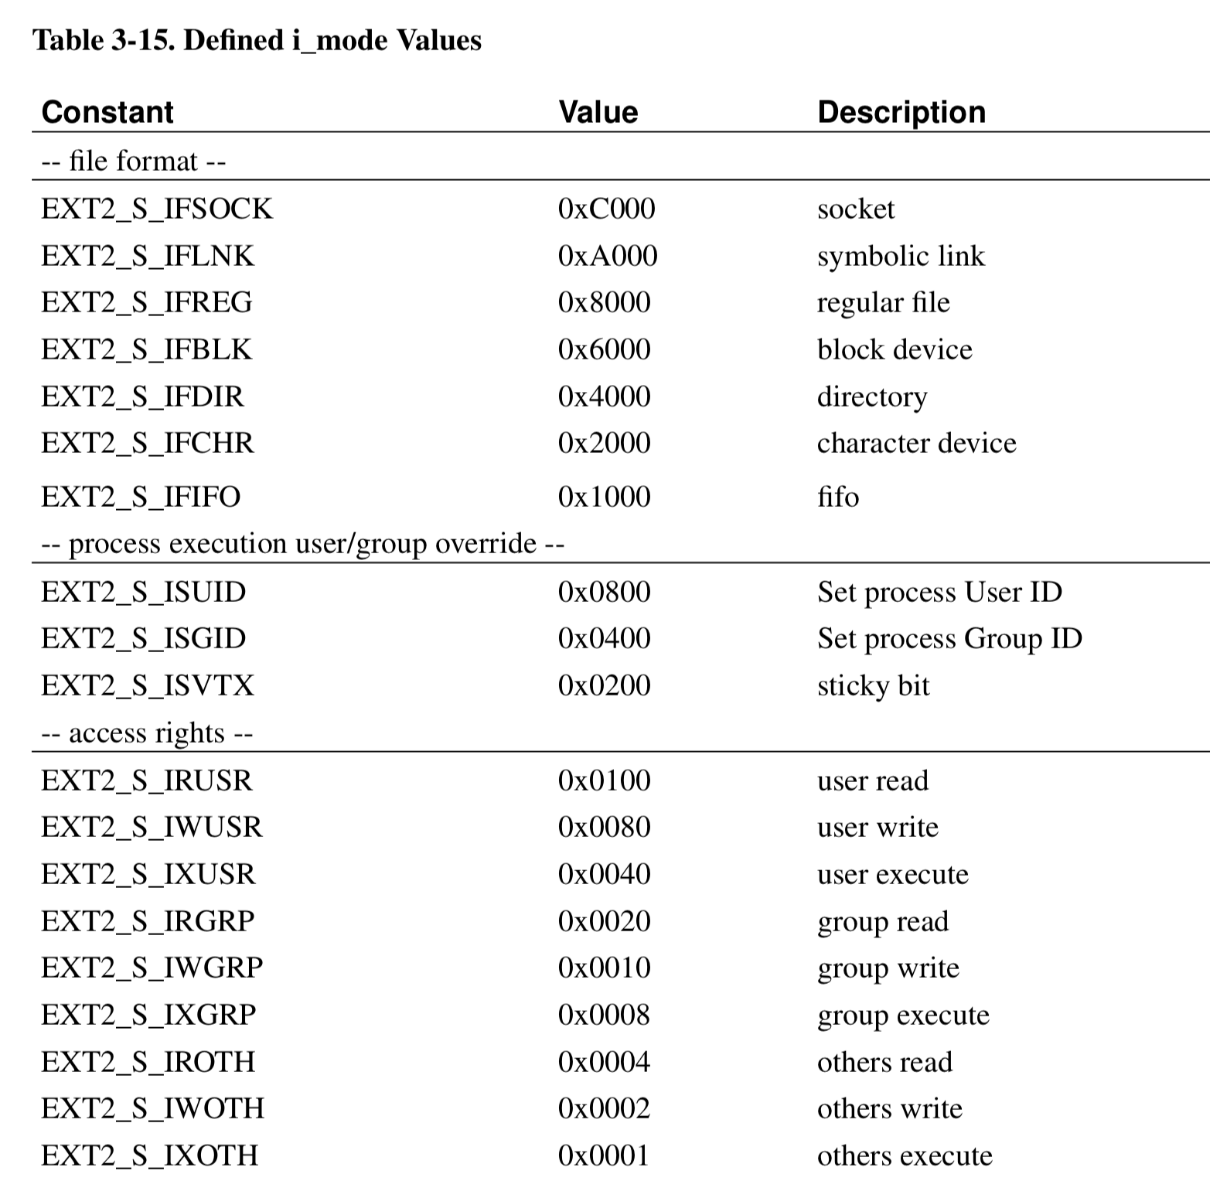 Table 3-15. Defined i_mode Values
Constant Value Description
-- file format --
EXT2_S_IFSOCK 0xC000 socket
EXT2_S_IFLNK 0xA000 symbolic link
EXT2_S_IFREG 0x8000 regular file
EXT2_S_IFBLK 0x6000 block device
EXT2_S_IFDIR 0x4000 directory
EXT2_S_IFCHR 0x2000 character device
EXT2_S_IFIFO 0x1000 fifo
-- process execution user/group override --
EXT2_S_ISUID 0x0800 Set process User ID
EXT2_S_ISGID 0x0400 Set process Group ID
EXT2_S_ISVTX 0x0200 sticky bit
-- access rights --
EXT2_S_IRUSR 0x0100 user read
EXT2_S_IWUSR 0x0080 user write
EXT2_S_IXUSR 0x0040 user execute
EXT2_S_IRGRP 0x0020 group read
EXT2_S_IWGRP 0x0010 group write
EXT2_S_IXGRP 0x0008 group execute
EXT2_S_IROTH 0x0004 others read
EXT2_S_IWOTH 0x0002 others write
EXT2_S_IXOTH 0x0001 others execute